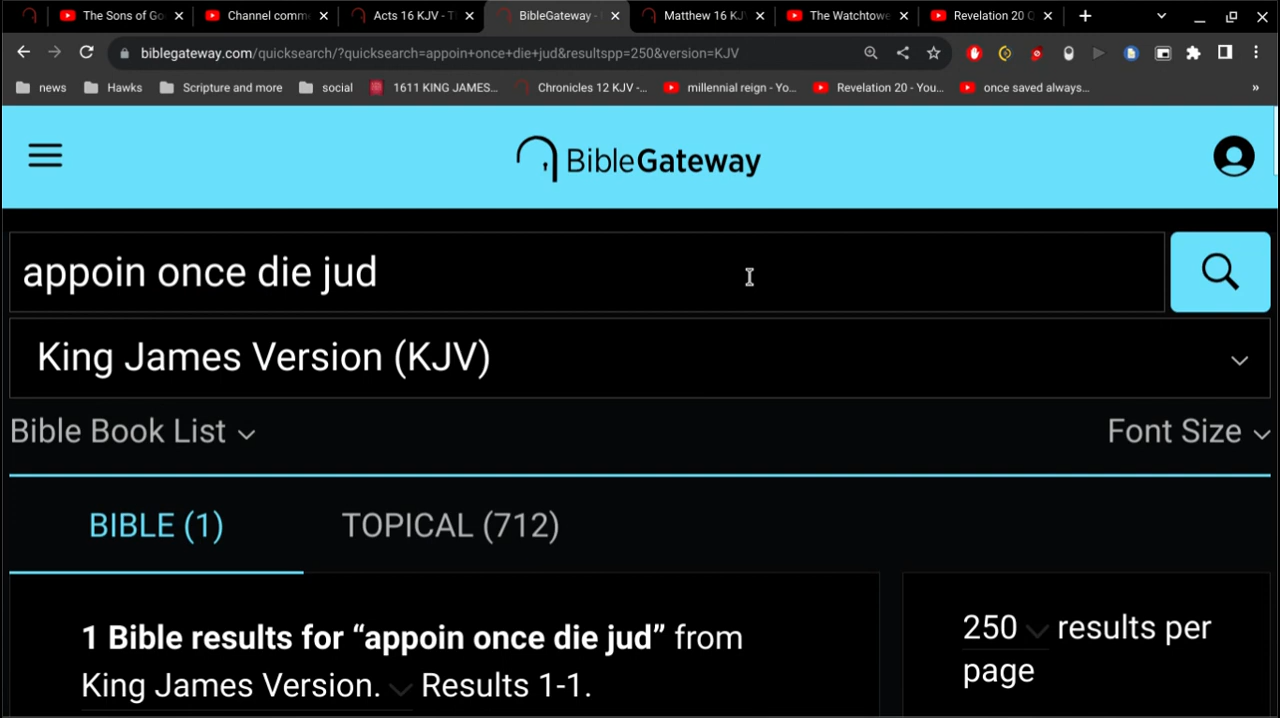 The Sons of Go
Channel comm
Acts 16 KJV - T
BibleGateway -
Matthew 16 KJ
The Watchtowe
Revelation 20 Q
biblegateway.com/quicksearch/?quicksearch=appoin+once+die+jud&resultspp=250&version=KJV
news
Hawks
Scripture and more
social
1611 KING JAMES...
Chronicles 12 KJV -...
millennial reign - Yo...
Revelation 20 - You...
once saved always...
»
BibleGateway
appoin once die jud
King James Version (KJV)
Bible Book List
Font Size
BIBLE (1)
TOPICAL (712)
1 Bible results for “appoin once die jud” from
King James Version. Results 1-1.
250 results per
page